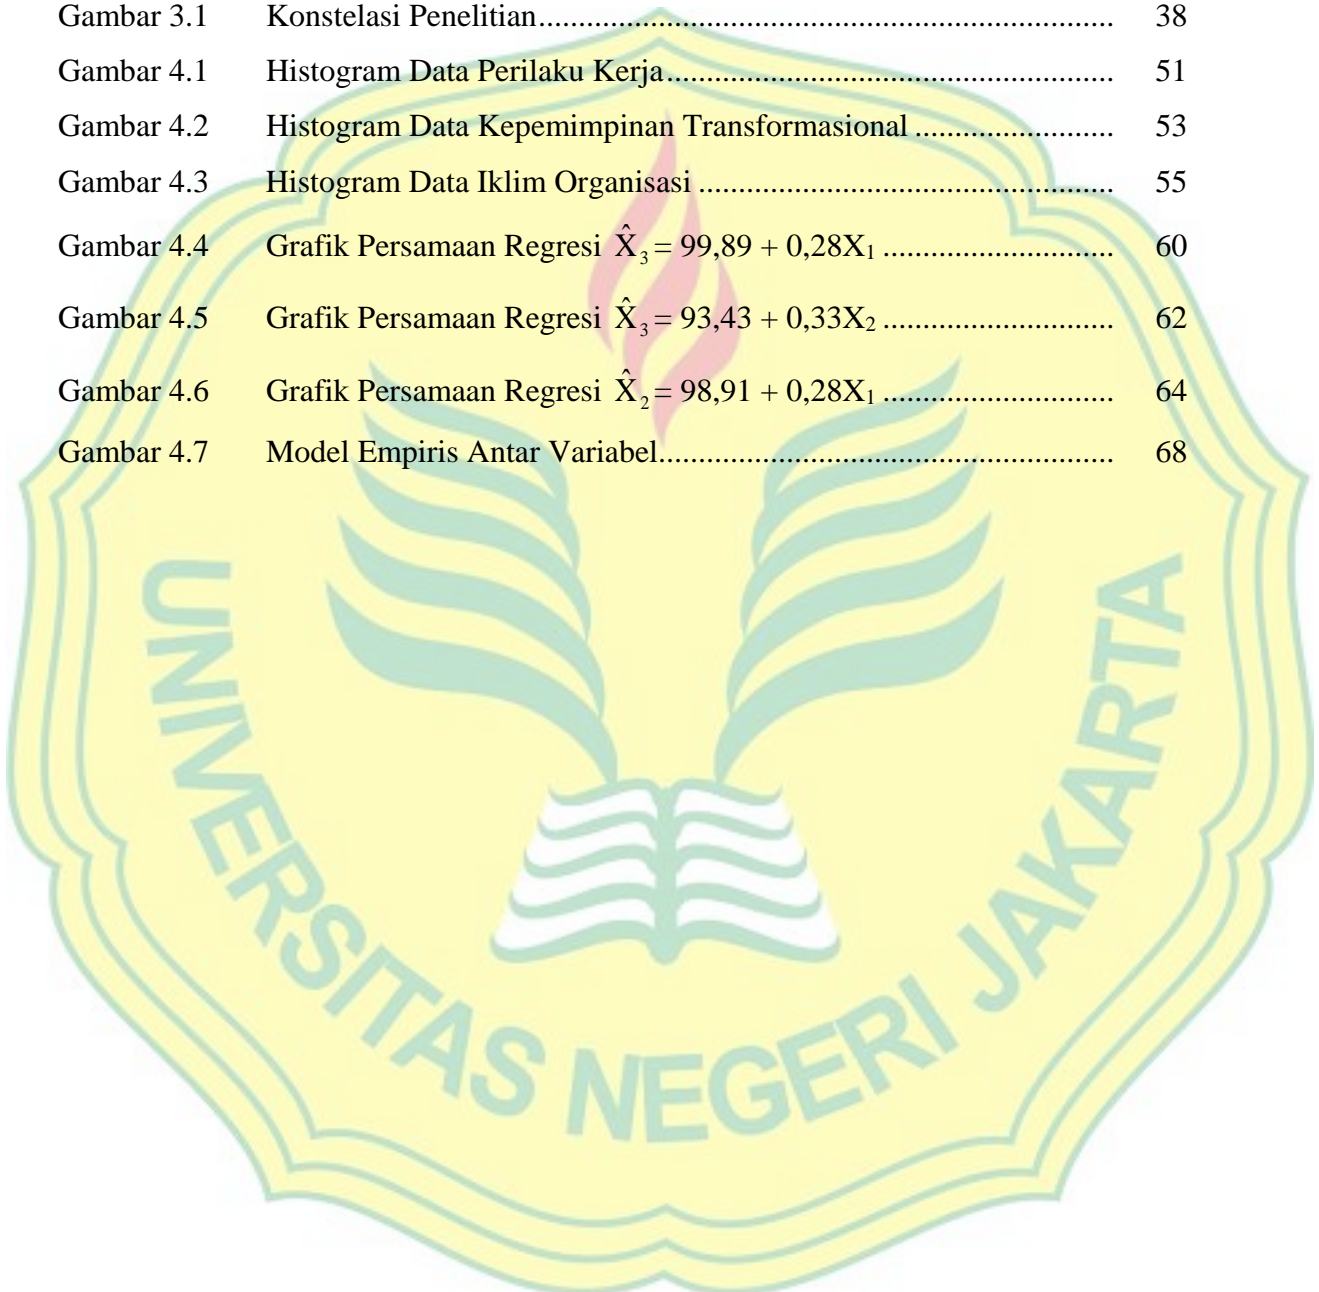 Gambar 3.1 Konstelasi Penelitian......................................................................... 38
Gambar 4.1 Histogram Data Perilaku Kerja......................................................... 51
Gambar 4.2 Histogram Data Kepemimpinan Transformasional ......................... 53
Gambar 4.3 Histogram Data Iklim Organisasi ..................................................... 55
Gambar 4.4 Grafik Persamaan Regresi X̂₃ = 99,89 + 0,28X₁ ............................. 60
Gambar 4.5 Grafik Persamaan Regresi X̂₃ = 93,43 + 0,33X₂ ............................. 62
Gambar 4.6 Grafik Persamaan Regresi X̂₂ = 98,91 + 0,28X₁ ............................. 64
Gambar 4.7 Model Empiris Antar Variabel.......................................................... 68
UNIVERSITAS NEGERI JAKARTA